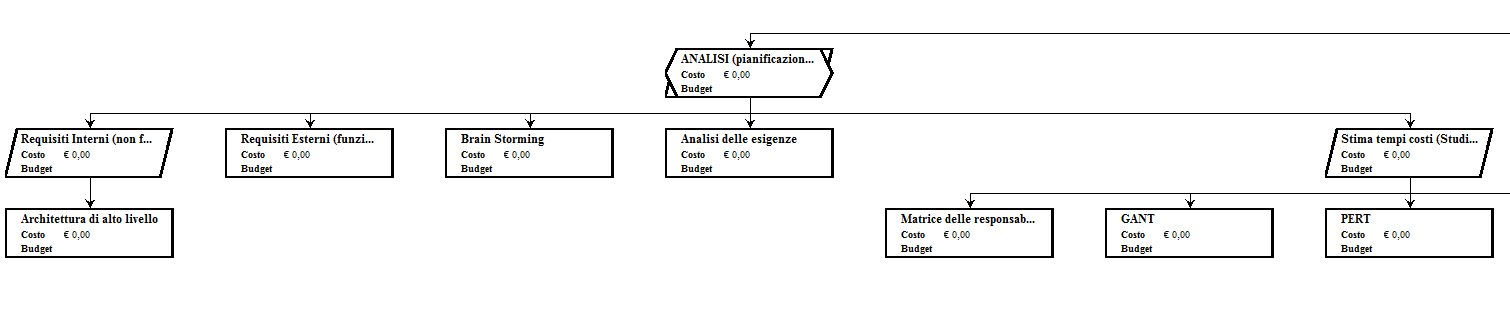 ANALISI (pianificazion...
Costo € 0,00
Budget
Requisiti Interni (non f...
Costo € 0,00
Budget
Requisiti Esterni (funzi...
Costo € 0,00
Budget
Brain Storming
Costo € 0,00
Budget
Analisi delle esigenze
Costo € 0,00
Budget
Stima tempi costi (Studi...
Costo € 0,00
Budget
Architettura di alto livello
Costo € 0,00
Budget
Matrice delle responsab...
Costo € 0,00
Budget
GANT
Costo € 0,00
Budget
PERT
Costo € 0,00
Budget